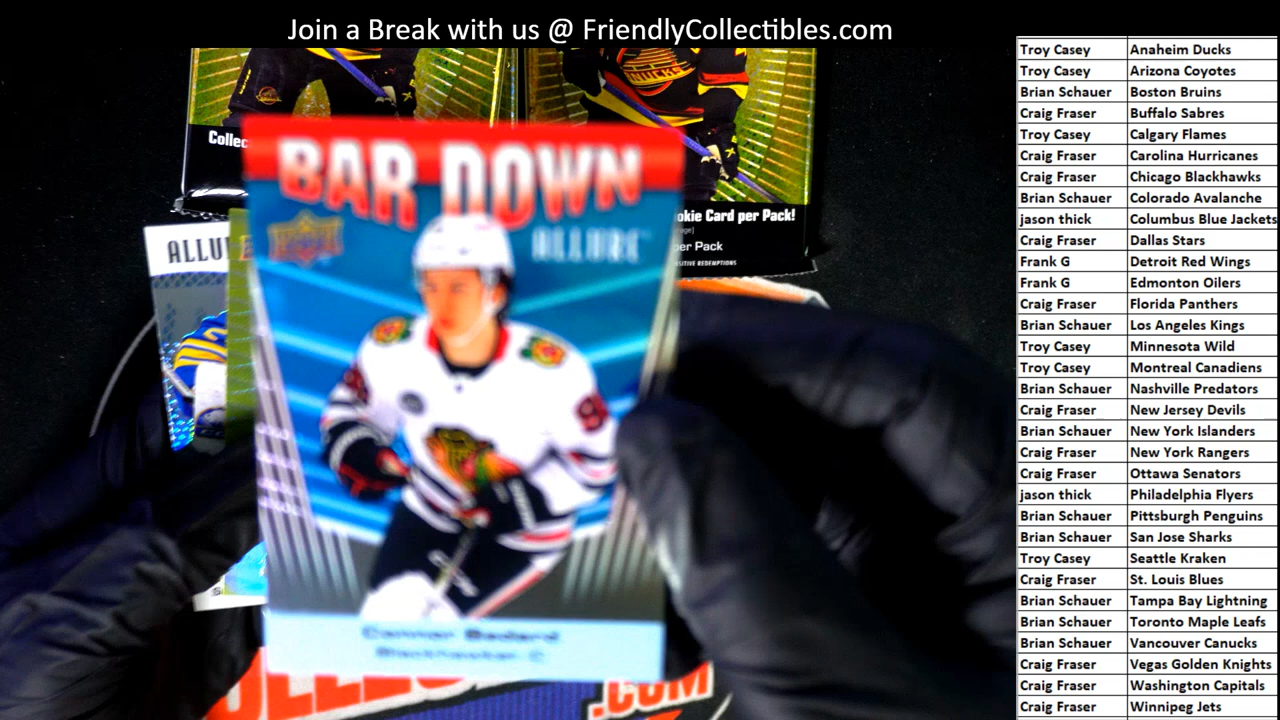 Join a Break with us @ FriendlyCollectibles.com
Collec
ookie Card per Pack!
per Pack
ALLU
BAR DOWN
ALLURE
Connor Bedard
Blackhawks C
.COM
Troy Casey Anaheim Ducks
Troy Casey Arizona Coyotes
Brian Schauer Boston Bruins
Craig Fraser Buffalo Sabres
Troy Casey Calgary Flames
Craig Fraser Carolina Hurricanes
Craig Fraser Chicago Blackhawks
Brian Schauer Colorado Avalanche
jason thick Columbus Blue Jackets
Craig Fraser Dallas Stars
Frank G Detroit Red Wings
Frank G Edmonton Oilers
Craig Fraser Florida Panthers
Brian Schauer Los Angeles Kings
Troy Casey Minnesota Wild
Troy Casey Montreal Canadiens
Brian Schauer Nashville Predators
Craig Fraser New Jersey Devils
Brian Schauer New York Islanders
Craig Fraser New York Rangers
Craig Fraser Ottawa Senators
jason thick Philadelphia Flyers
Brian Schauer Pittsburgh Penguins
Brian Schauer San Jose Sharks
Troy Casey Seattle Kraken
Craig Fraser St. Louis Blues
Brian Schauer Tampa Bay Lightning
Brian Schauer Toronto Maple Leafs
Brian Schauer Vancouver Canucks
Craig Fraser Vegas Golden Knights
Craig Fraser Washington Capitals
Craig Fraser Winnipeg Jets